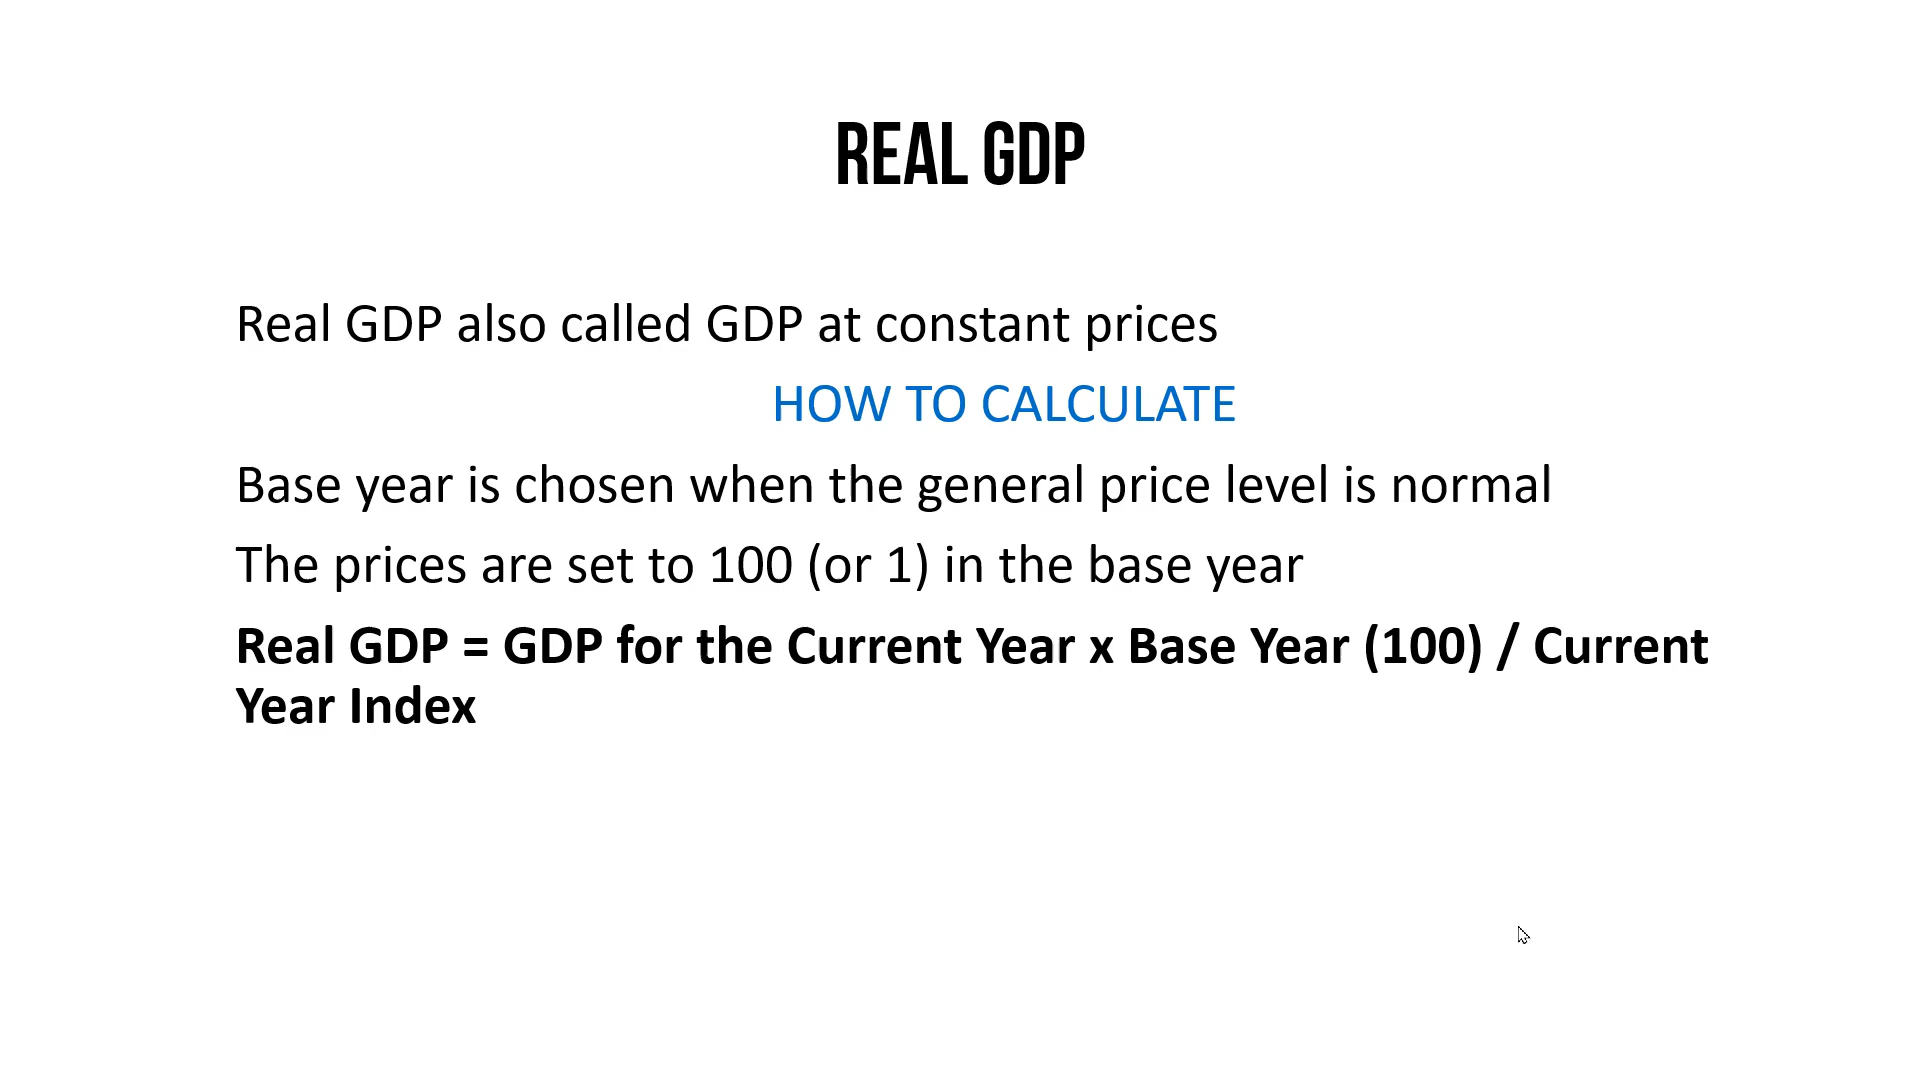 REAL GDP
Real GDP also called GDP at constant prices
HOW TO CALCULATE
Base year is chosen when the general price level is normal
The prices are set to 100 (or 1) in the base year
Real GDP = GDP for the Current Year x Base Year (100) / Current
Year Index